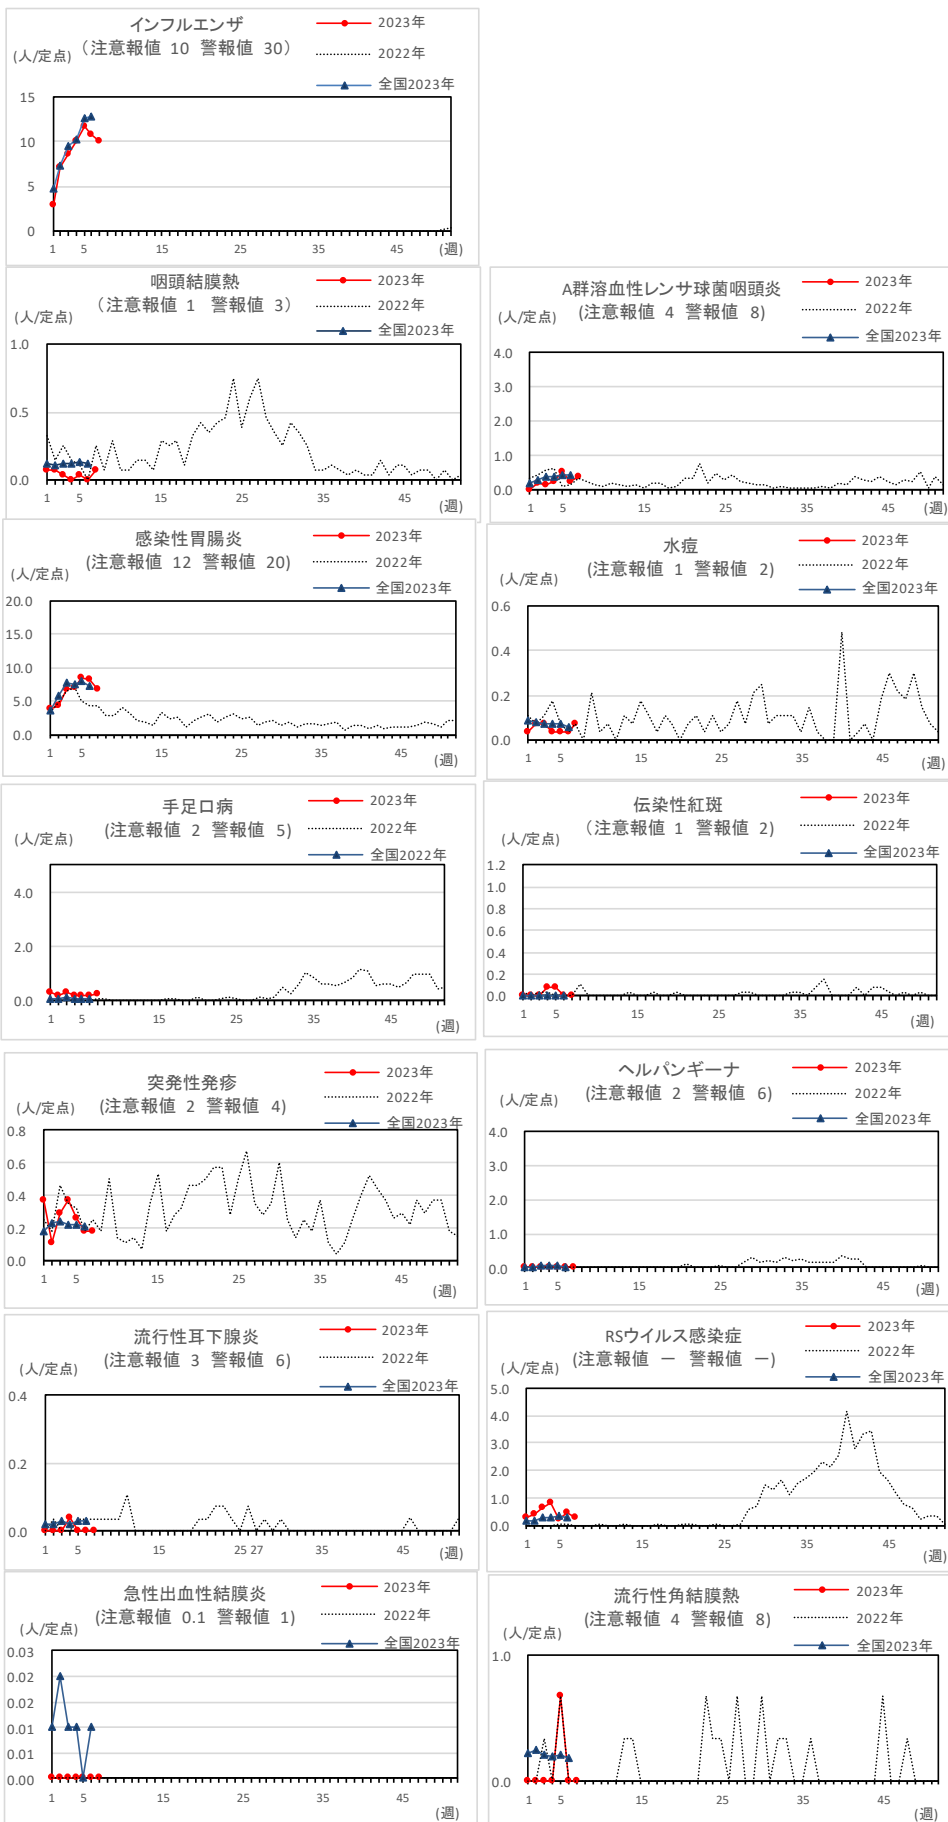 インフルエンザ
（注意報値 10 警報値 30）
(人/定点)
2023年
2022年
全国2023年
15
10
5
0
1 5 15 25 35 45 (週)
咽頭結膜熱
（注意報値 1 警報値 3）
(人/定点)
2023年
2022年
全国2023年
1.0
0.5
0.0
1 5 15 25 35 45 (週)
A群溶血性レンサ球菌咽頭炎
(注意報値 4 警報値 8)
(人/定点)
2023年
2022年
全国2023年
4.0
3.0
2.0
1.0
0.0
1 5 15 25 35 45 (週)
感染性胃腸炎
(注意報値 12 警報値 20)
(人/定点)
2023年
2022年
全国2023年
20.0
15.0
10.0
5.0
0.0
1 5 15 25 35 45 (週)
水痘
(注意報値 1 警報値 2)
(人/定点)
2023年
2022年
全国2023年
0.6
0.4
0.2
0.0
1 5 15 25 35 45 (週)
手足口病
(注意報値 2 警報値 5)
(人/定点)
2023年
2022年
全国2022年
4.0
2.0
0.0
1 5 15 25 35 45 (週)
伝染性紅斑
（注意報値 1 警報値 2）
(人/定点)
2023年
2022年
全国2023年
1.2
1.0
0.8
0.6
0.4
0.2
0.0
1 5 15 25 35 45 (週)
突発性発疹
(注意報値 2 警報値 4)
(人/定点)
2023年
2022年
全国2023年
0.8
0.6
0.4
0.2
0.0
1 5 15 25 35 45
(週)
ヘルパンギーナ
(注意報値 2 警報値 6)
(人/定点)
2023年
2022年
全国2023年
4.0
3.0
2.0
1.0
0.0
1 5 15 25 35 45
(週)
流行性耳下腺炎
(注意報値 3 警報値 6)
(人/定点)
2023年
2022年
全国2023年
0.4
0.2
0.0
1 5 15 25 27 35 45 (週)
RSウイルス感染症
(注意報値 ー 警報値 ー)
(人/定点)
2023年
2022年
全国2023年
5.0
4.0
3.0
2.0
1.0
0.0
1 5 15 25 35 45 (週)
急性出血性結膜炎
(注意報値 0.1 警報値 1)
(人/定点)
2023年
2022年
全国2023年
0.03
0.02
0.02
0.01
0.01
0.00
1 5 15 25 35 45
(週)
流行性角結膜熱
(注意報値 4 警報値 8)
(人/定点)
2023年
2022年
全国2023年
1.0
0.0
1 5 15 25 35 45
(週)